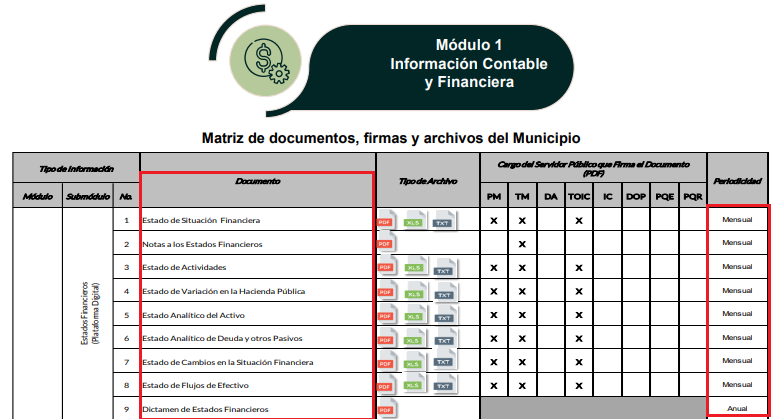 Módulo 1
Información Contable
y Financiera
Matriz de documentos, firmas y archivos del Municipio
Tipo de Información
Documento
Tipo de Archivo
Cargo del Servidor Público que Firma el Documento
(PDF)
Periodicidad
Módulo Submódulo No.
PM TM DA TOIC IC DOP PQE PQR
Estados Financieros
(Plataforma Digital)
1 Estado de Situación Financiera PDF XLS TXT X X X Mensual
2 Notas a los Estados Financieros PDF X Mensual
3 Estado de Actividades PDF XLS TXT X X X Mensual
4 Estado de Variación en la Hacienda Pública PDF XLS TXT X X X Mensual
5 Estado Analítico del Activo PDF XLS TXT X X X Mensual
6 Estado Analítico de Deuda y otros Pasivos PDF XLS TXT X X X Mensual
7 Estado de Cambios en la Situación Financiera PDF XLS TXT X X X Mensual
8 Estado de Flujos de Efectivo PDF XLS TXT X X X Mensual
9 Dictamen de Estados Financieros PDF Anual